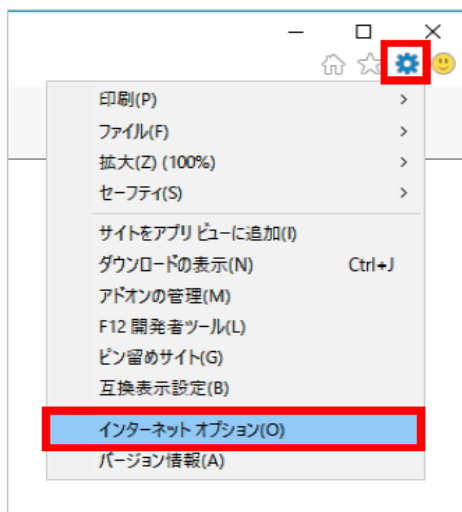 印刷(P)
ファイル(F)
拡大(Z) (100%)
セーフティ(S)
サイトをアプリ ビューに追加(I)
ダウンロードの表示(N) Ctrl+J
アドオンの管理(M)
F12 開発者ツール(L)
ピン留めサイト(G)
互換表示設定(B)
インターネット オプション(O)
バージョン情報(A)